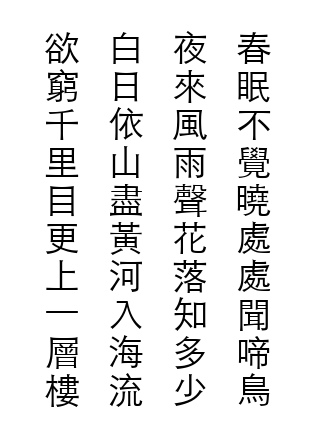 春眠不覺曉處處聞啼鳥
夜來風雨聲花落知多少
白日依山盡黃河入海流
欲窮千里目更上一層樓